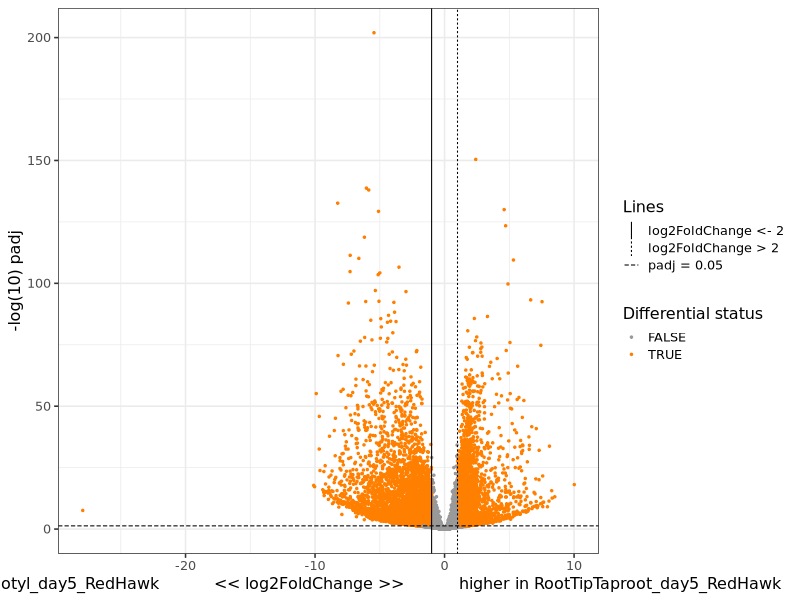 200
150
100
50
0
-log(10) padj
-20
-10
0
10
otyl_day5_RedHawk
<< log2FoldChange >>
higher in RootTipTaproot_day5_RedHawk
Lines
log2FoldChange <- 2
log2FoldChange > 2
padj = 0.05
Differential status
FALSE
TRUE